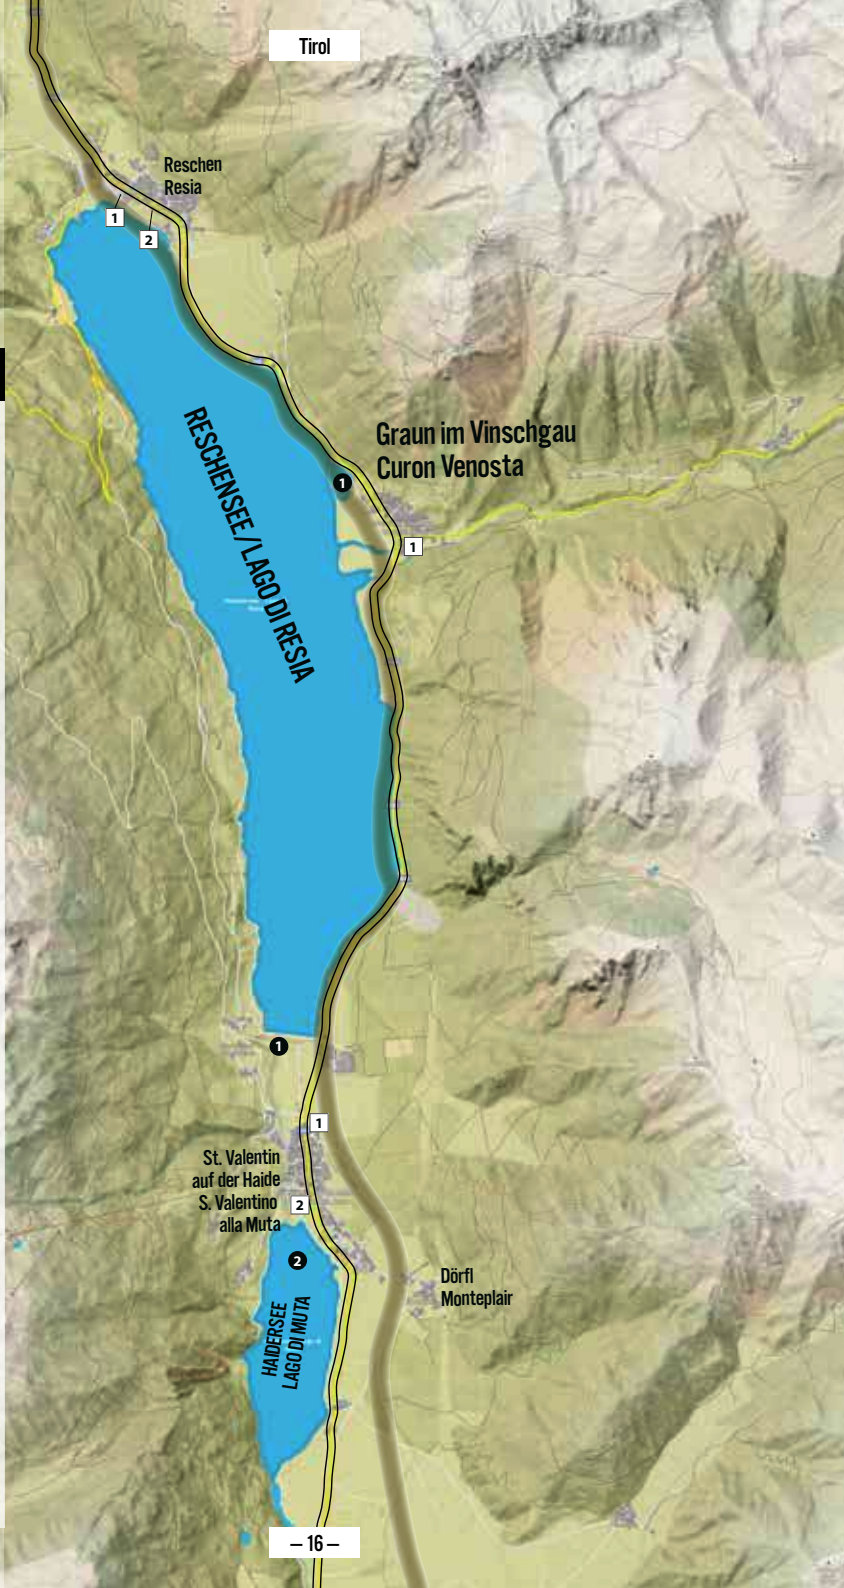 Tirol
Reschen
Resia
1
2
Graun im Vinschgau
Curon Venosta
1
1
RESCHENSEE / LAGO DI RESIA
1
1
St. Valentin
auf der Haide
S. Valentino
alla Muta
2
2
Dörfl
Monteplair
HAIDERSEE
LAGO DI MUTA
– 16 –